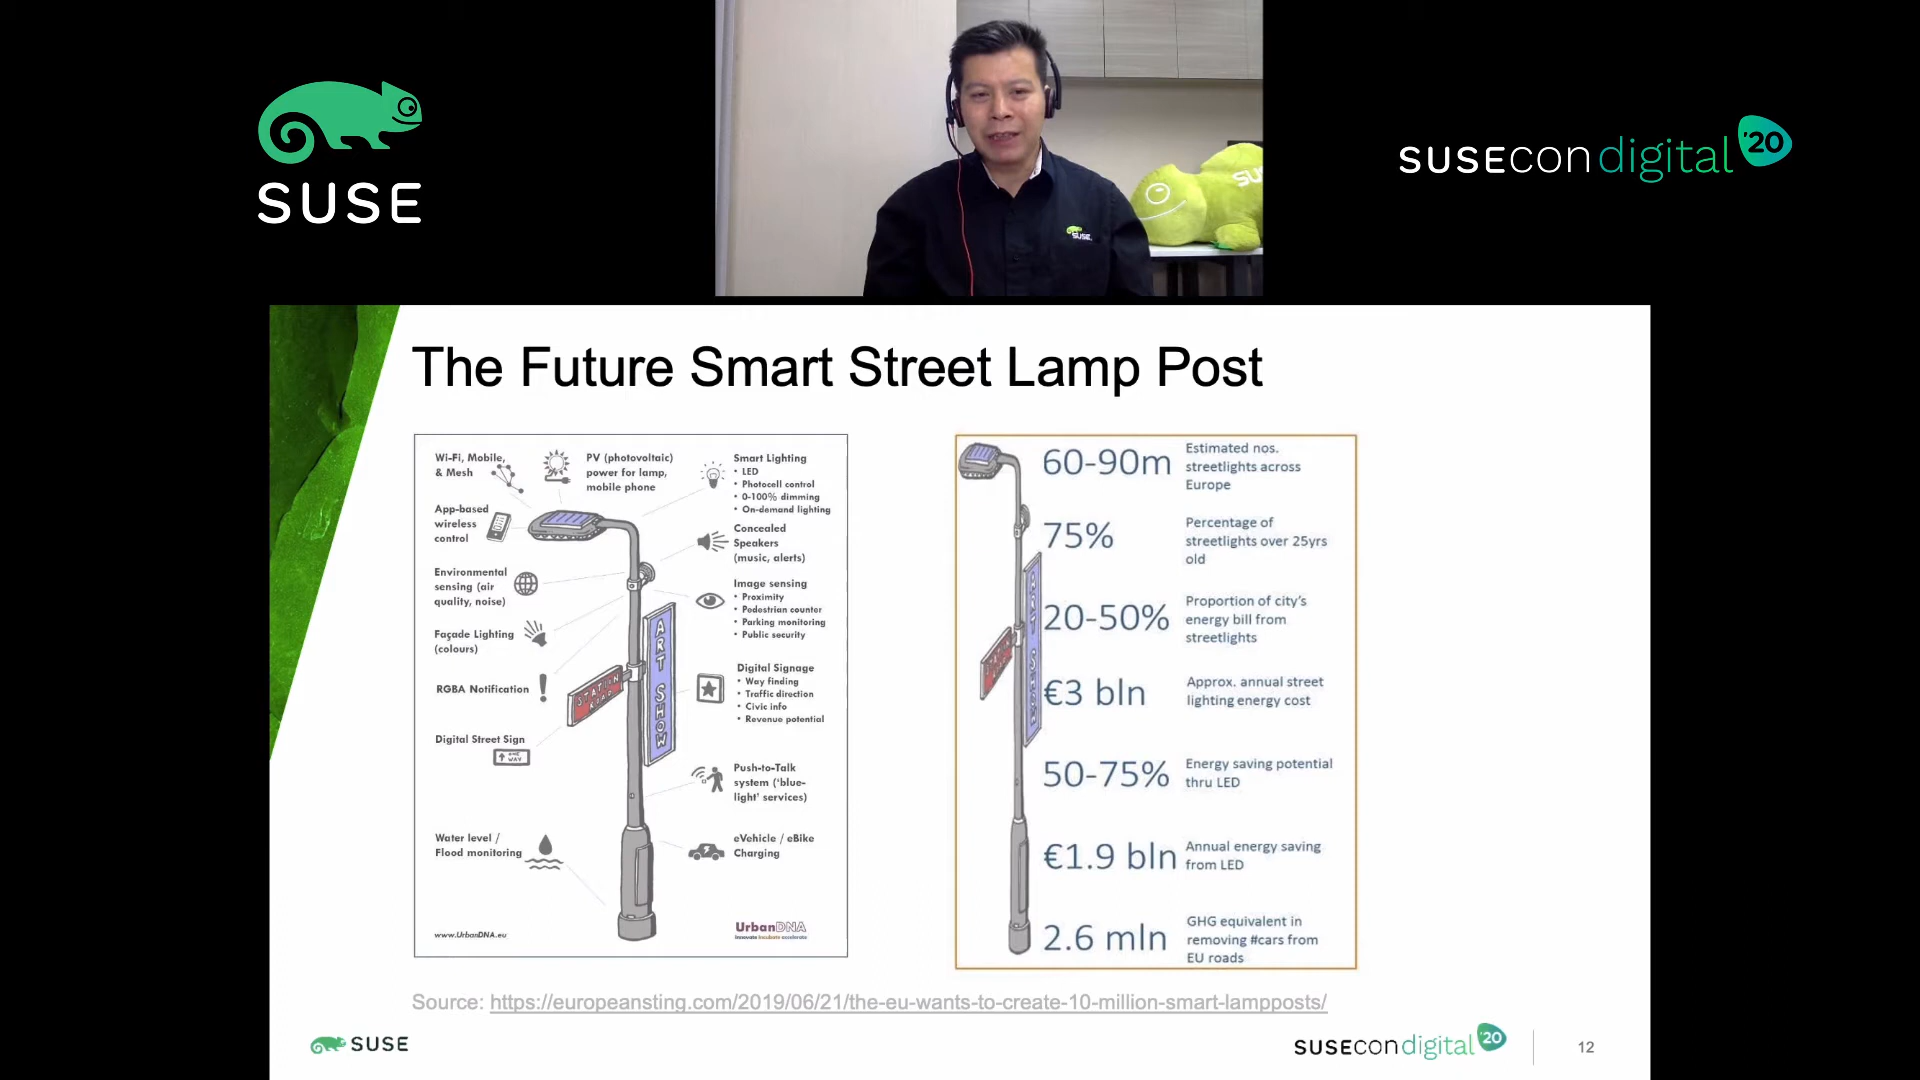 SUSE
SUSEcon digital '20
SUS
SUSE
The Future Smart Street Lamp Post
Wi-Fi, Mobile,
& Mesh
PV (photovoltaic)
power for lamp,
mobile phone
Smart Lighting
• LED
• Photocell control
• 0-100% dimming
• On-demand lighting
App-based
wireless
control
Concealed
Speakers
(music, alerts)
Environmental
sensing (air
quality, noise)
Image sensing
• Proximity
• Pedestrian counter
• Parking monitoring
• Public security
Façade Lighting
(colours)
RGBA Notification
STATION
ROAD
ART SHOW
Digital Signage
• Way finding
• Traffic direction
• Civic info
• Revenue potential
Digital Street Sign
ONE
WAY
Push-to-Talk
system ('blue-
light' services)
Water level /
Flood monitoring
eVehicle / eBike
Charging
www.UrbanDNA.eu
UrbanDNA
innovate incubate accelerate
60-90m
Estimated nos.
streetlights across
Europe
75%
Percentage of
streetlights over 25yrs
old
20-50%
Proportion of city's
energy bill from
streetlights
€3 bln
Approx. annual street
lighting energy cost
50-75%
Energy saving potential
thru LED
€1.9 bln
Annual energy saving
from LED
2.6 mln
GHG equivalent in
removing #cars from
EU roads
Source: https://europeansting.com/2019/06/21/the-eu-wants-to-create-10-million-smart-lampposts/
SUSE
SUSEcon digital '20
12